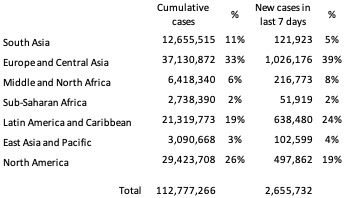 Cumulative cases % New cases in last 7 days %
South Asia 12,655,515 11% 121,923 5%
Europe and Central Asia 37,130,872 33% 1,026,176 39%
Middle and North Africa 6,418,340 6% 216,773 8%
Sub-Saharan Africa 2,738,390 2% 51,919 2%
Latin America and Caribbean 21,319,773 19% 638,480 24%
East Asia and Pacific 3,090,668 3% 102,599 4%
North America 29,423,708 26% 497,862 19%
Total 112,777,266 2,655,732